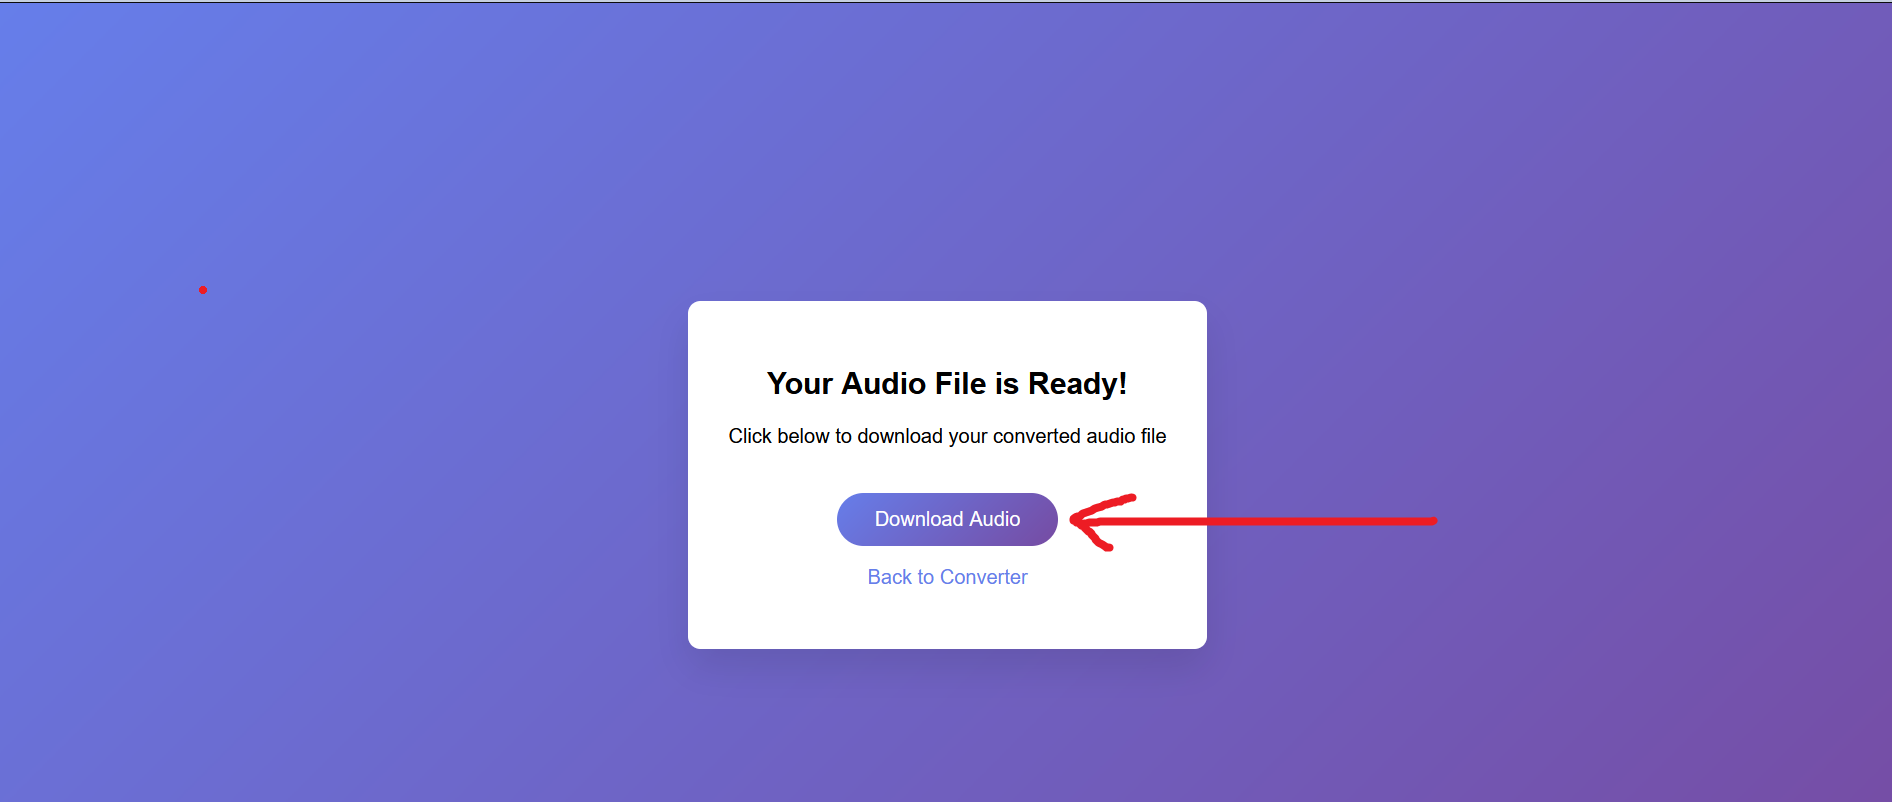 Your Audio File is Ready!
Click below to download your converted audio file
Download Audio
Back to Converter